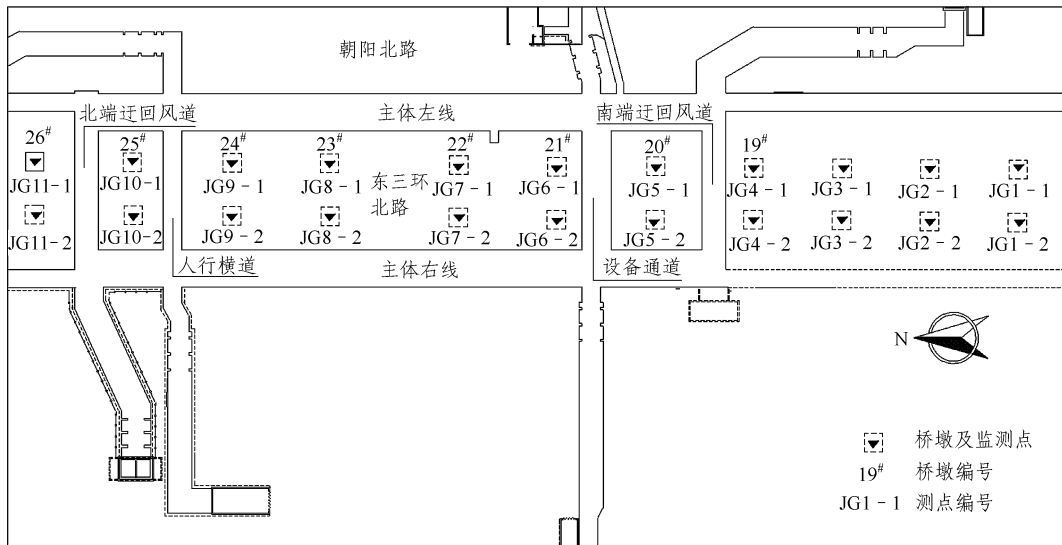 朝阳北路
北端迂回风道
主体左线
南端迂回风道
26#
25#
24#
23#
22#
21#
20#
19#
JG11-1
JG10-1
JG9-1
JG8-1
东三环
北路
JG7-1
JG6-1
JG5-1
JG4-1
JG3-1
JG2-1
JG1-1
JG11-2
JG10-2
JG9-2
JG8-2
JG7-2
JG6-2
JG5-2
JG4-2
JG3-2
JG2-2
JG1-2
人行横道
主体右线
设备通道
N
桥墩及监测点
19# 桥墩编号
JG1-1 测点编号